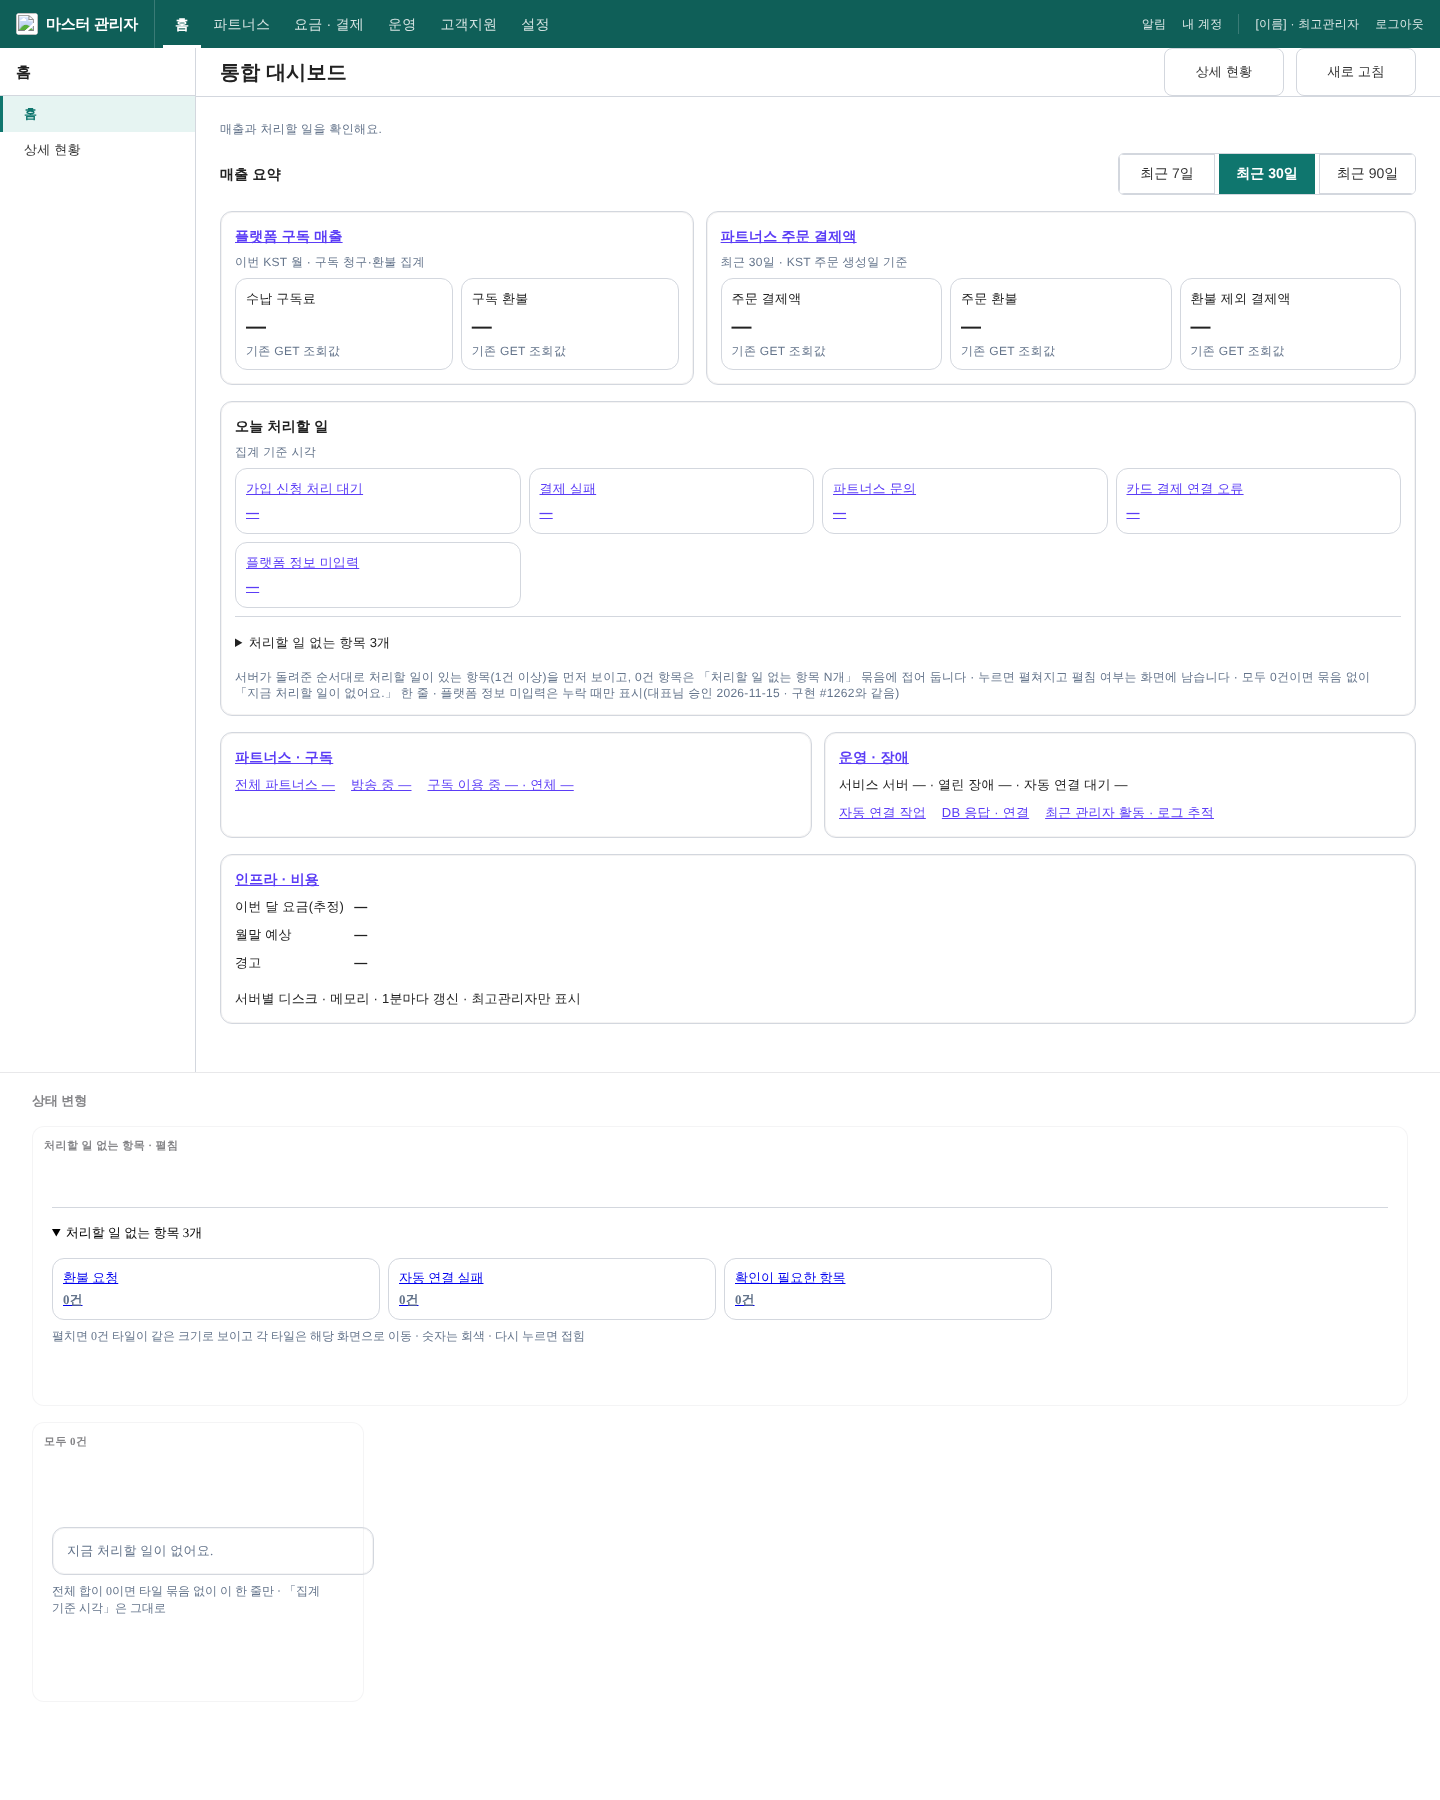 마스터 관리자 홈 파트너스 요금 · 결제 운영 고객지원 설정 알림 내 계정 [이름] · 최고관리자 로그아웃
홈
홈
상세 현황
통합 대시보드 상세 현황 새로 고침
매출과 처리할 일을 확인해요.
매출 요약 최근 7일 최근 30일 최근 90일
플랫폼 구독 매출
이번 KST 월 · 구독 청구·환불 집계
수납 구독료
—
기존 GET 조회값
구독 환불
—
기존 GET 조회값
파트너스 주문 결제액
최근 30일 · KST 주문 생성일 기준
주문 결제액
—
기존 GET 조회값
주문 환불
—
기존 GET 조회값
환불 제외 결제액
—
기존 GET 조회값
오늘 처리할 일
집계 기준 시각
가입 신청 처리 대기
—
결제 실패
—
파트너스 문의
—
카드 결제 연결 오류
—
플랫폼 정보 미입력
—
▶ 처리할 일 없는 항목 3개
서버가 돌려준 순서대로 처리할 일이 있는 항목(1건 이상)을 먼저 보이고, 0건 항목은 「처리할 일 없는 항목 N개」 묶음에 접어 둡니다 · 누르면 펼쳐지고 펼침 여부는 화면에 남습니다 · 모두 0건이면 묶음 없이
「지금 처리할 일이 없어요.」 한 줄 · 플랫폼 정보 미입력은 누락 때만 표시(대표님 승인 2026-11-15 · 구현 #1262와 같음)
파트너스 · 구독
전체 파트너스 — 방송 중 — 구독 이용 중 — · 연체 —
운영 · 장애
서비스 서버 — · 열린 장애 — · 자동 연결 대기 —
자동 연결 작업 DB 응답 · 연결 최근 관리자 활동 · 로그 추적
인프라 · 비용
이번 달 요금(추정) —
월말 예상 —
경고 —
서버별 디스크 · 메모리 · 1분마다 갱신 · 최고관리자만 표시
상태 변형
처리할 일 없는 항목 · 펼침
▼ 처리할 일 없는 항목 3개
환불 요청
0건
자동 연결 실패
0건
확인이 필요한 항목
0건
펼치면 0건 타일이 같은 크기로 보이고 각 타일은 해당 화면으로 이동 · 숫자는 회색 · 다시 누르면 접힘
모두 0건
지금 처리할 일이 없어요.
전체 합이 0이면 타일 묶음 없이 이 한 줄만 · 「집계
기준 시각」은 그대로